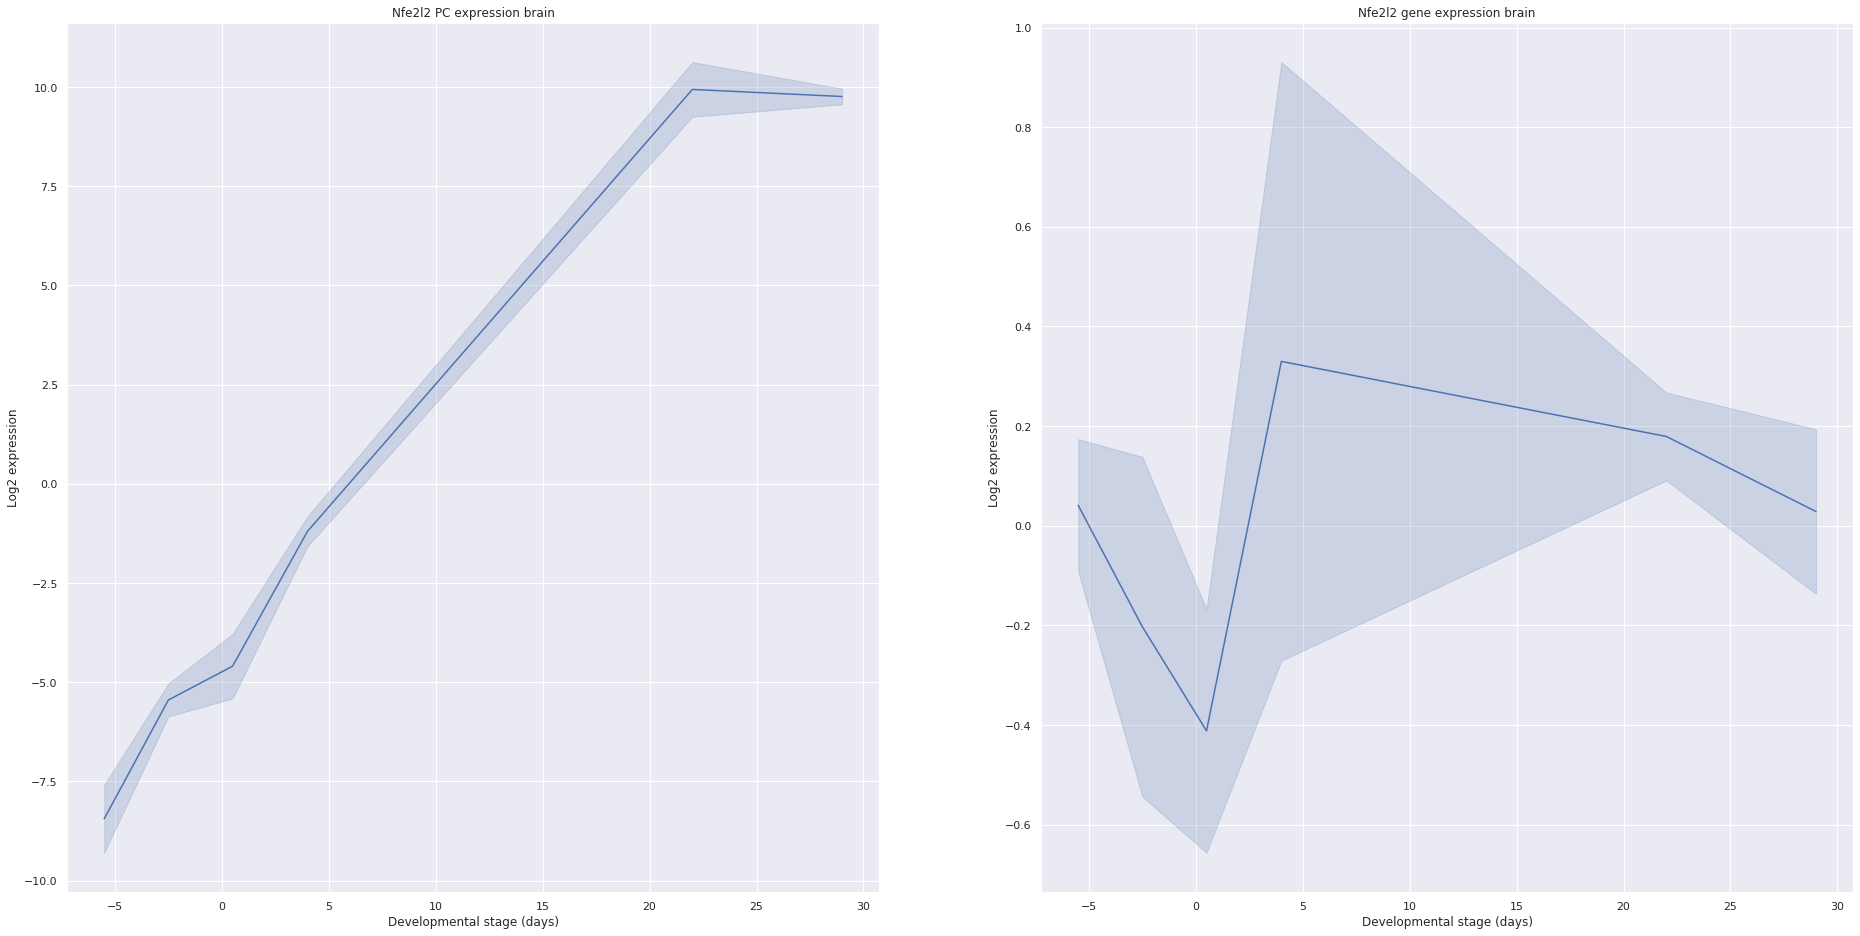 Nfe2l2 PC expression brain
Log2 expression
10.0
7.5
5.0
2.5
0.0
−2.5
−5.0
−7.5
−10.0
−5 0 5 10 15 20 25 30
Developmental stage (days)
Nfe2l2 gene expression brain
Log2 expression
1.0
0.8
0.6
0.4
0.2
0.0
−0.2
−0.4
−0.6
−5 0 5 10 15 20 25 30
Developmental stage (days)